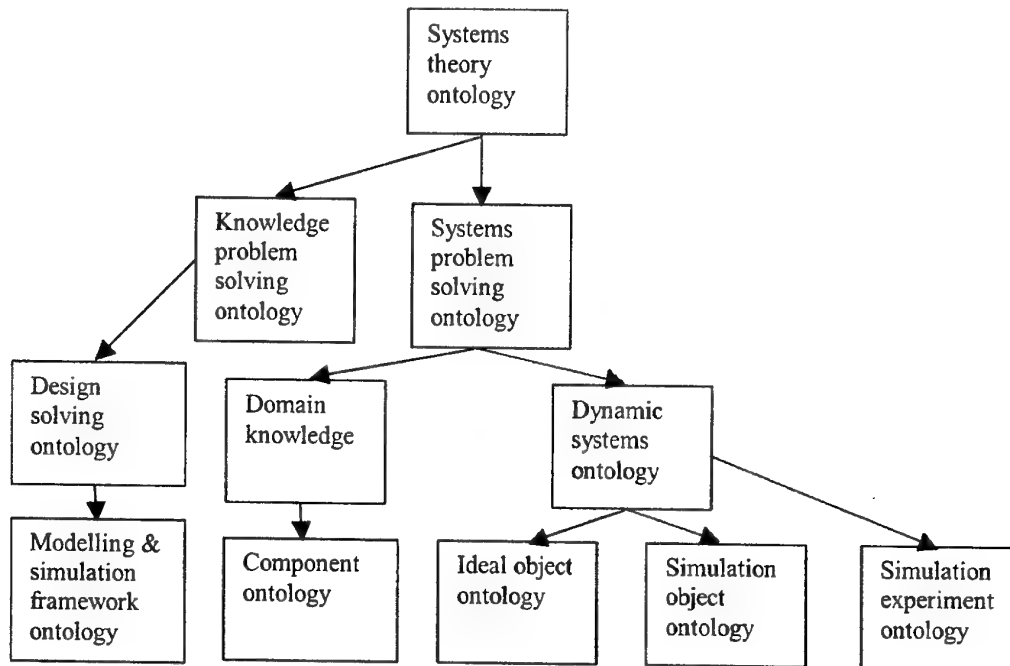 Systems
theory
ontology
Knowledge
problem
solving
ontology
Systems
problem
solving
ontology
Design
solving
ontology
Domain
knowledge
Dynamic
systems
ontology
Modelling &
simulation
framework
ontology
Component
ontology
Ideal object
ontology
Simulation
object
ontology
Simulation
experiment
ontology